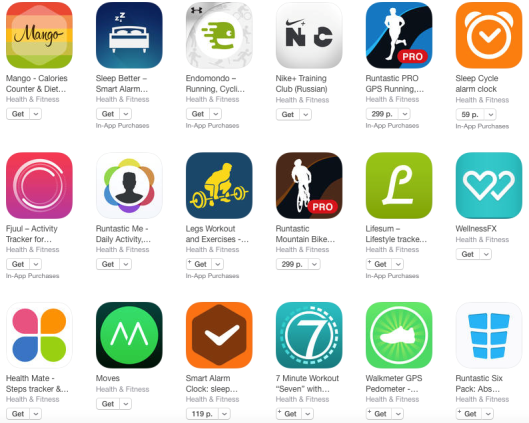 Mango
Mango - Calories
Counter & Diet...
Health & Fitness
Get
zZ
Sleep Better –
Smart Alarm...
Health & Fitness
Get
In-App Purchases
Endomondo –
Running, Cycli...
Health & Fitness
Get
In-App Purchases
N+C
Nike+ Training
Club (Russian)
Health & Fitness
Get
PRO
Runtastic PRO
GPS Running,...
Health & Fitness
299 p.
In-App Purchases
Sleep Cycle
alarm clock
Health & Fitness
59 p.
In-App Purchases
Fjuul – Activity
Tracker for...
Health & Fitness
Get
In-App Purchases
Runtastic Me -
Daily Activity,...
Health & Fitness
Get
Legs Workout
and Exercises -...
Health & Fitness
+ Get
In-App Purchases
PRO
Runtastic
Mountain Bike...
Health & Fitness
299 p.
L
Lifesum –
Lifestyle tracke...
Health & Fitness
+ Get
In-App Purchases
WellnessFX
Health & Fitness
Get
Health Mate -
Steps tracker &...
Health & Fitness
Get
Moves
Health & Fitness
Get
Smart Alarm
Clock: sleep...
Health & Fitness
119 p.
7
7 Minute Workout
"Seven" with...
Health & Fitness
+ Get
Walkmeter GPS
Pedometer -...
Health & Fitness
+ Get
Runtastic Six
Pack: Abs...
Health & Fitness
+ Get